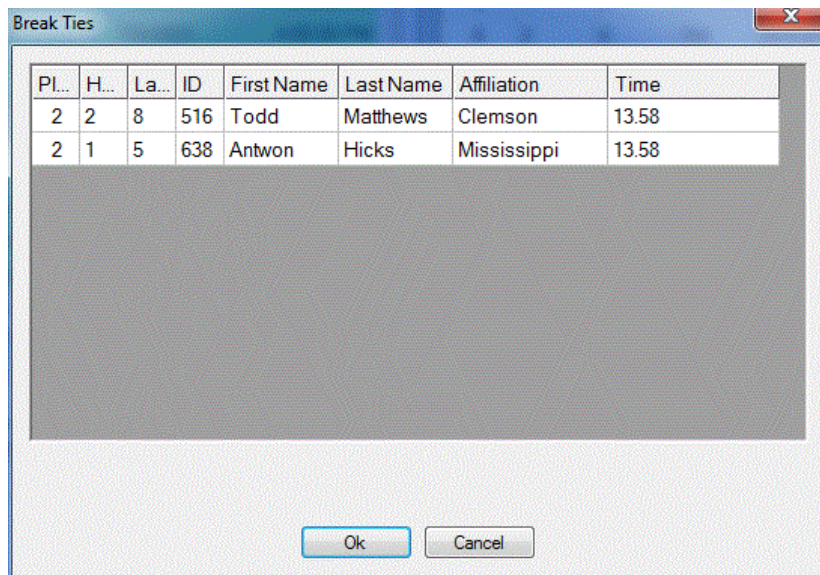 Break Ties
Pl... H... La... ID First Name Last Name Affiliation Time
2 2 8 516 Todd Matthews Clemson 13.58
2 1 5 638 Antwon Hicks Mississippi 13.58
Ok Cancel